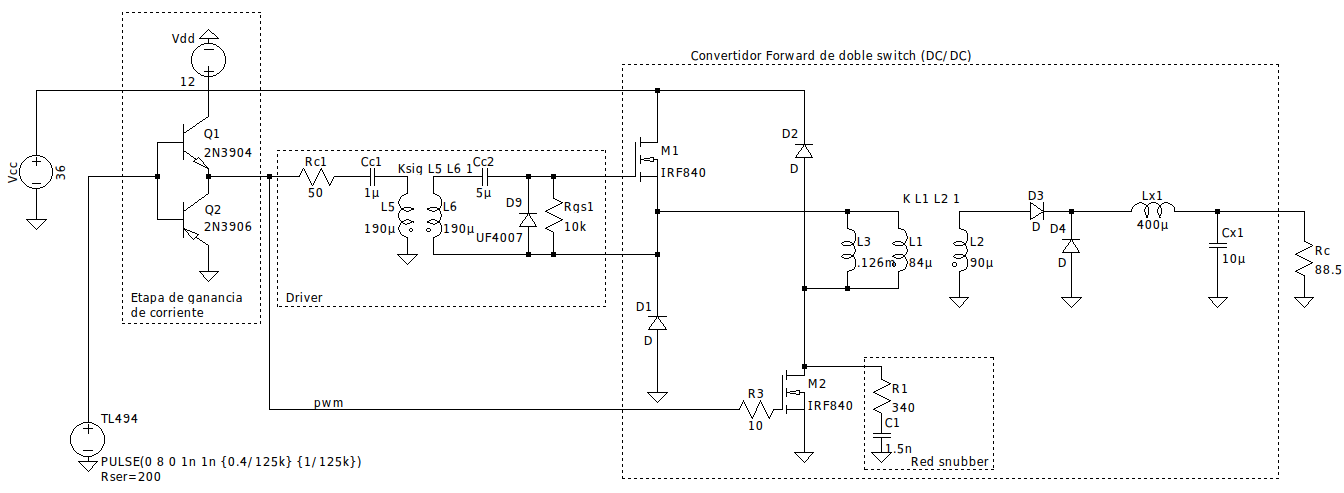 Convertidor Forward de doble switch (DC/DC)
Vdd
12
Vcc
36
Q1
2N3904
Q2
2N3906
Etapa de ganancia
de corriente
Rc1
50
Cc1
1µ
Ksig L5 L6 1
Cc2
5µ
L5
190µ
L6
190µ
D9
UF4007
Rgs1
10k
Driver
M1
IRF840
D2
D
D1
D
K L1 L2 1
L3
.126m
L1
84µ
L2
90µ
D3
D
D4
D
Lx1
400µ
Cx1
10µ
Rc
88.5
pwm
R3
10
M2
IRF840
R1
340
C1
1.5n
Red snubber
TL494
PULSE(0 8 0 1n 1n {0.4/125k} {1/125k})
Rser=200